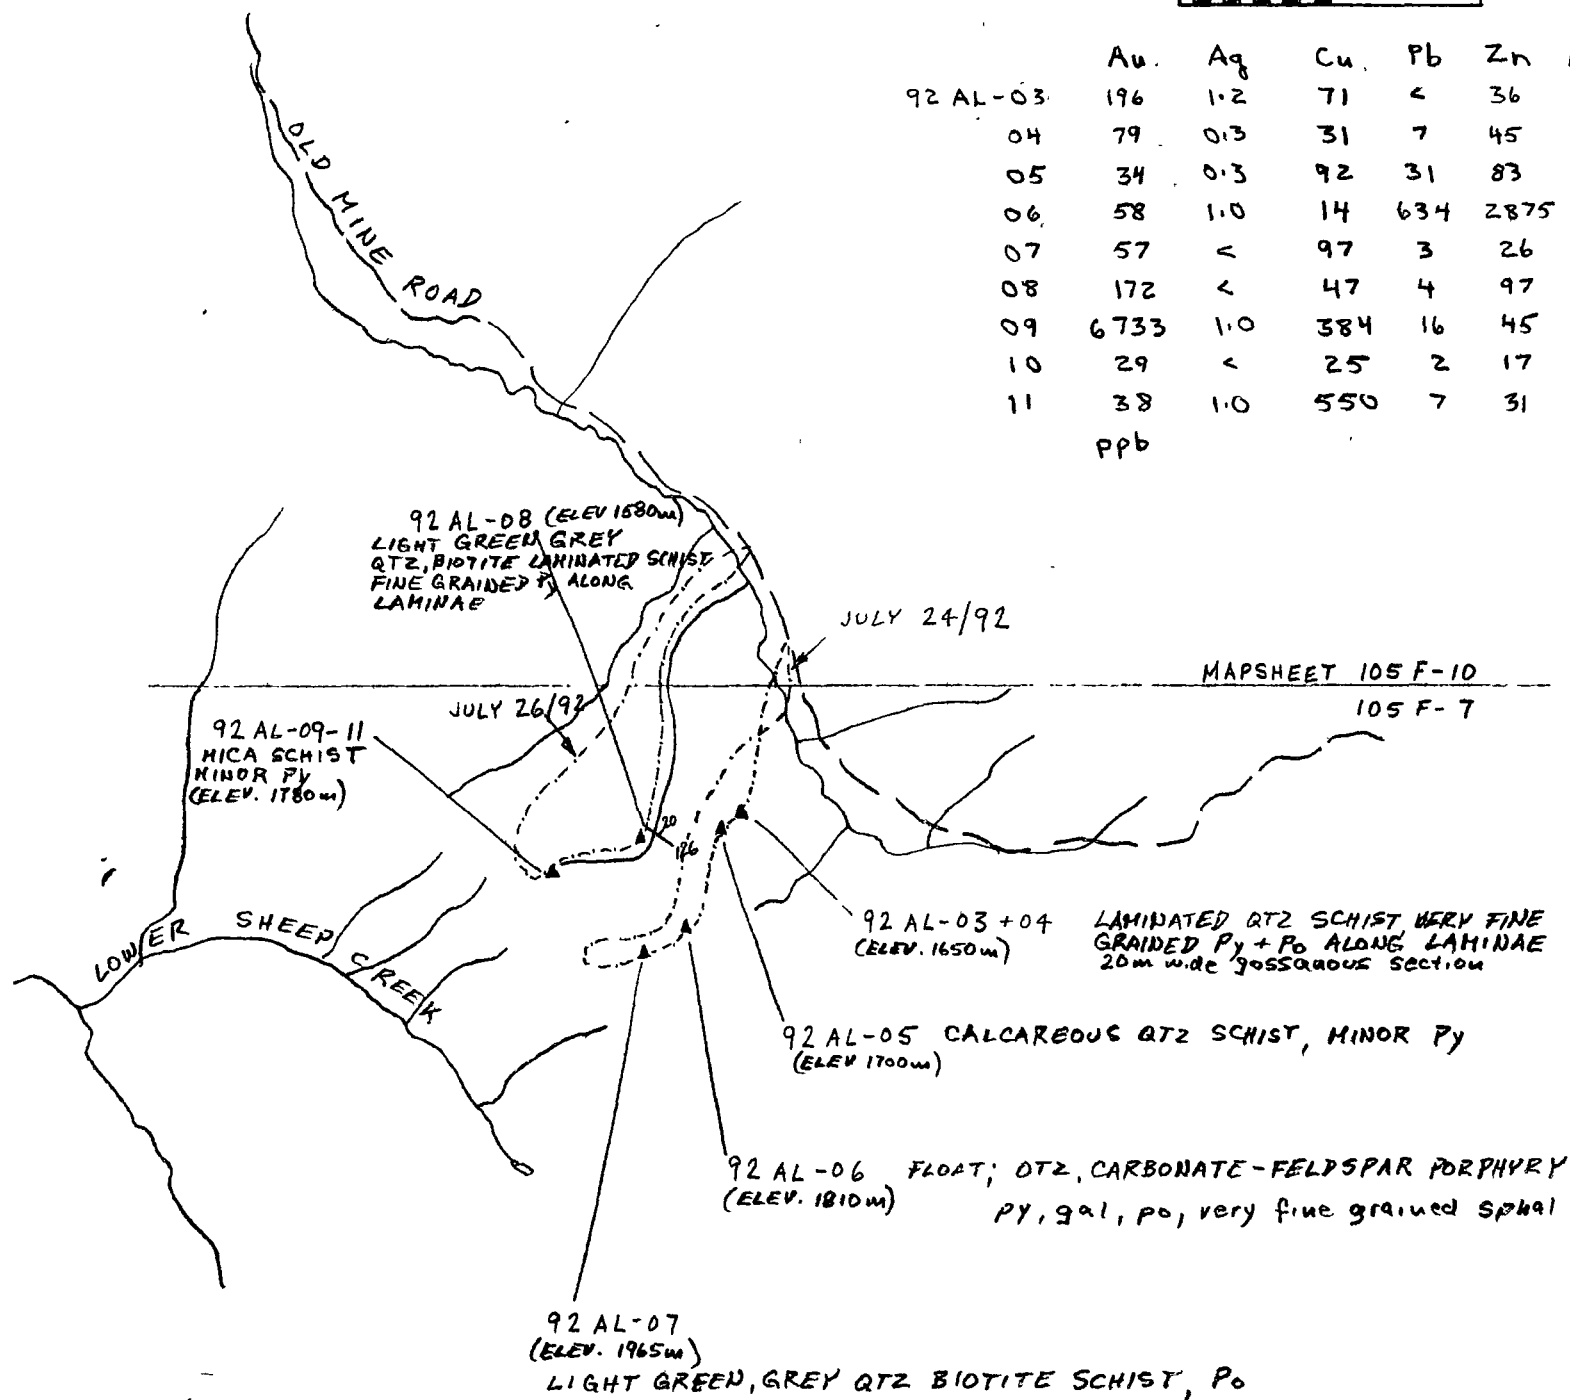 Au. Ag Cu. Pb Zn
92 AL-03 196 1.2 71 < 36
04 79 0.3 31 7 45
05 34 0.3 92 31 83
06 58 1.0 14 634 2875
07 57 < 97 3 26
08 172 < 47 4 97
09 6733 1.0 384 16 45
10 29 < 25 2 17
11 38 1.0 550 7 31
ppb
OLD MINE ROAD
92 AL-08 (ELEV 1680m)
LIGHT GREEN GREY
QTZ, BIOTITE LAMINATED SCHIST
FINE GRAINED Py ALONG
LAMINAE
JULY 24/92
MAPSHEET 105 F-10
105 F-7
JULY 26/92
92 AL-09-11
MICA SCHIST
MINOR Py
(ELEV. 1780m)
20
126
LOWER SHEEP CREEK
92 AL-03+04 LAMINATED QTZ SCHIST, VERY FINE
(ELEV. 1650m) GRAINED Py + Po ALONG LAMINAE
20m wide gossanous section
92 AL-05 CALCAREOUS QTZ SCHIST, MINOR Py
(ELEV 1700m)
92 AL-06 FLOAT; QTZ, CARBONATE-FELDSPAR PORPHYRY
(ELEV. 1810m) py, gal, po, very fine grained sphal
92 AL-07
(ELEV. 1965m)
LIGHT GREEN, GREY QTZ BIOTITE SCHIST, Po